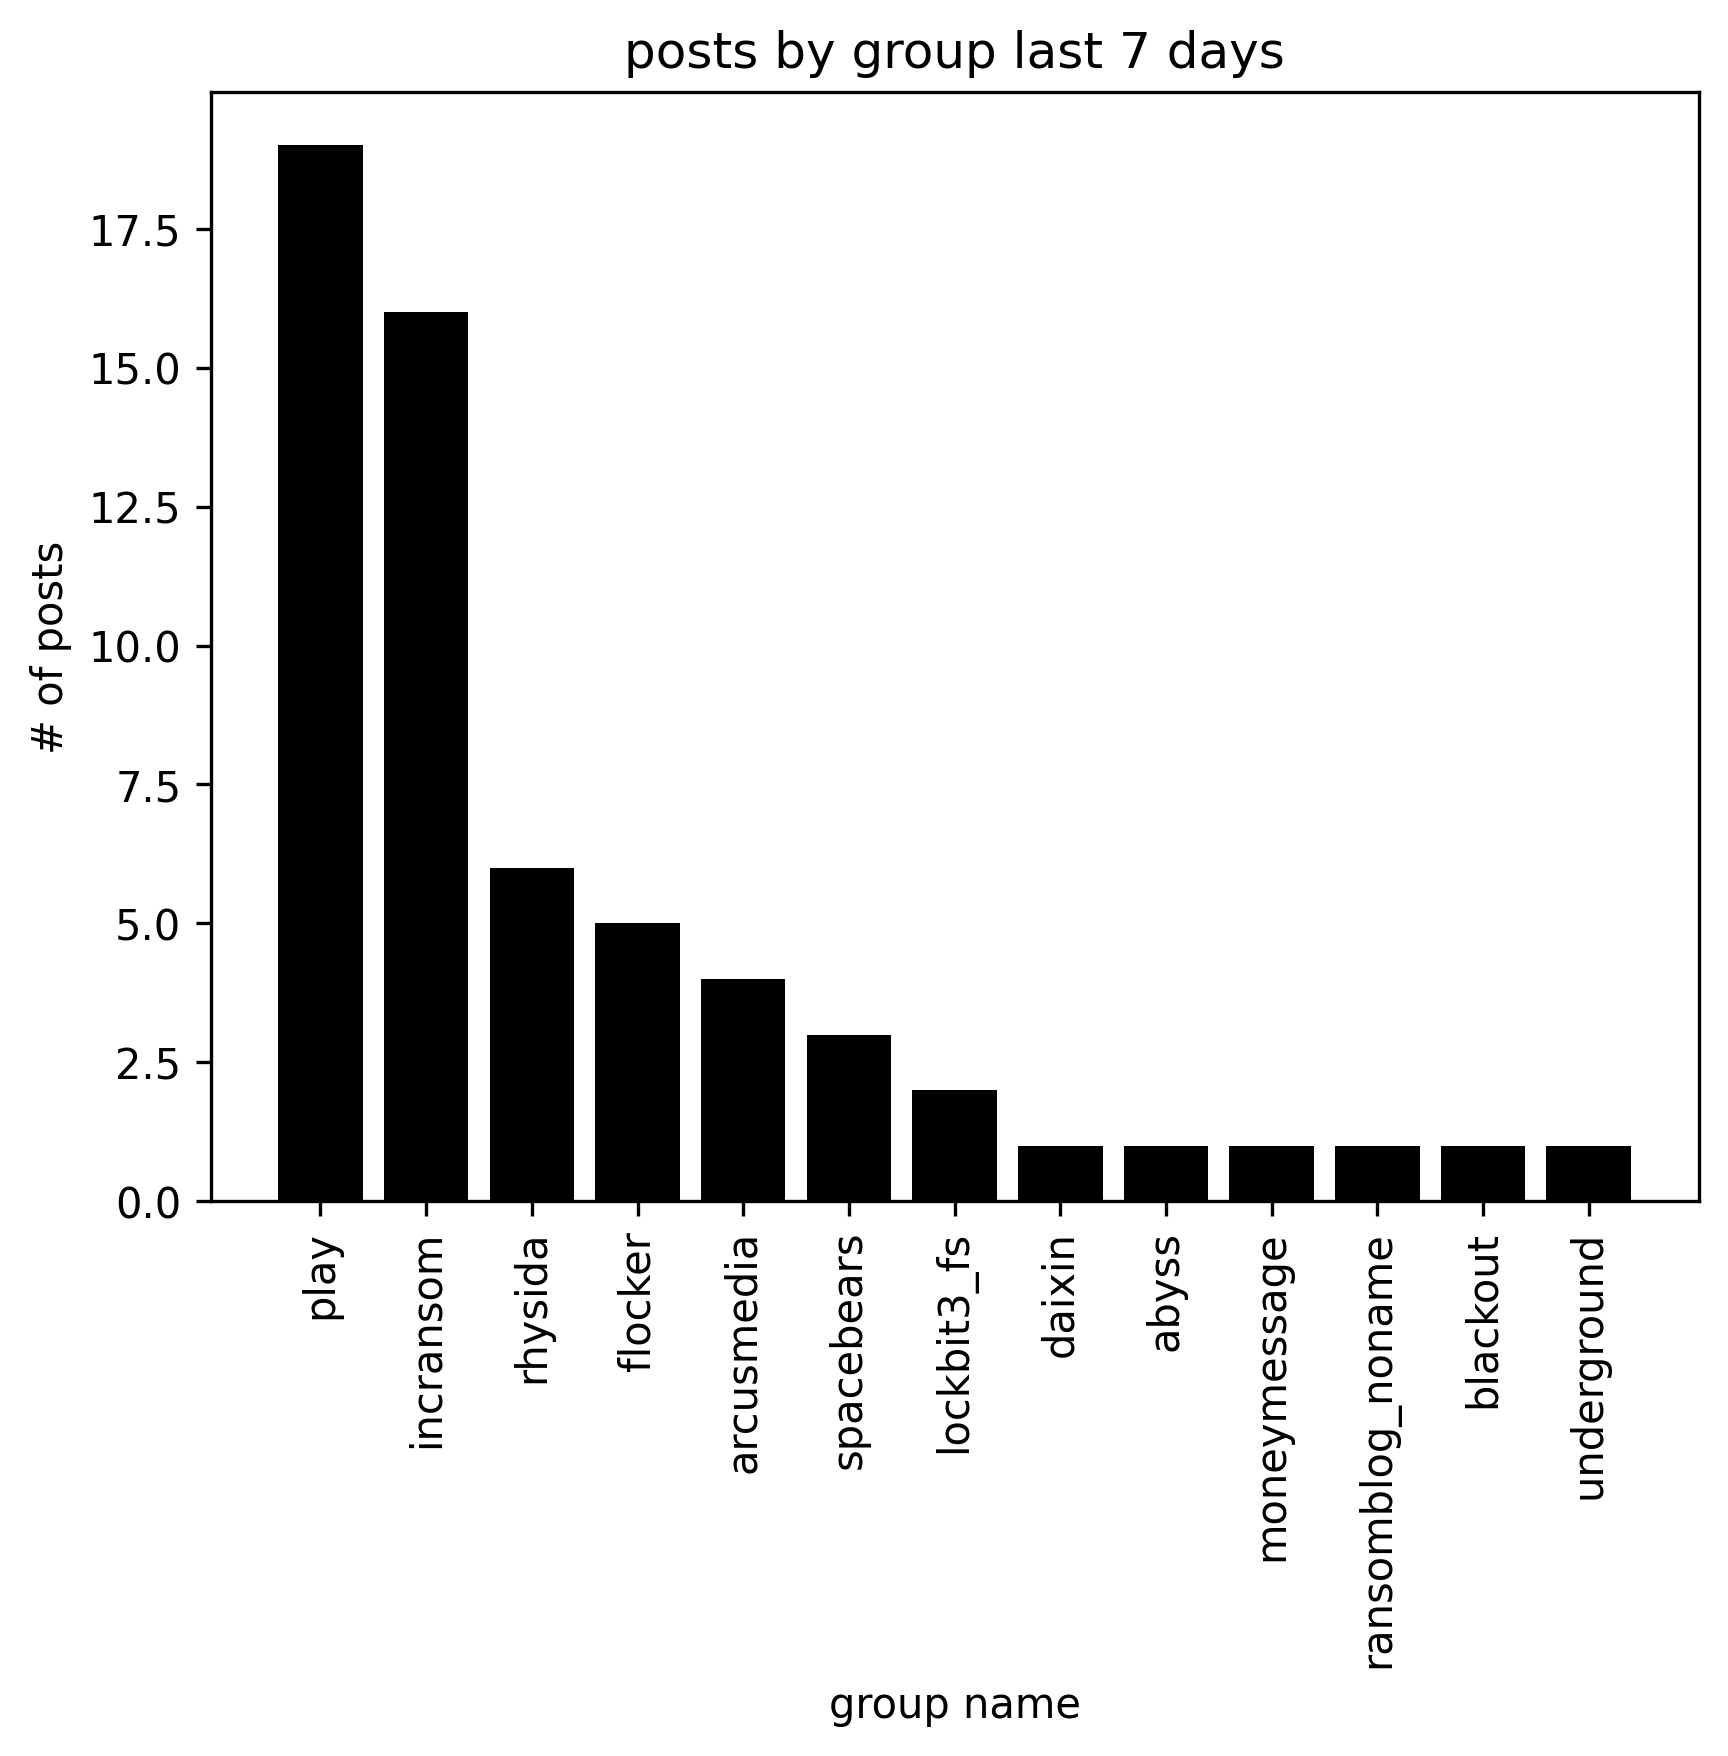 posts by group last 7 days
# of posts
17.5
15.0
12.5
10.0
7.5
5.0
2.5
0.0
play
incransom
rhysida
flocker
arcusmedia
spacebears
lockbit3_fs
daixin
abyss
moneymessage
ransomblog_noname
blackout
underground
group name